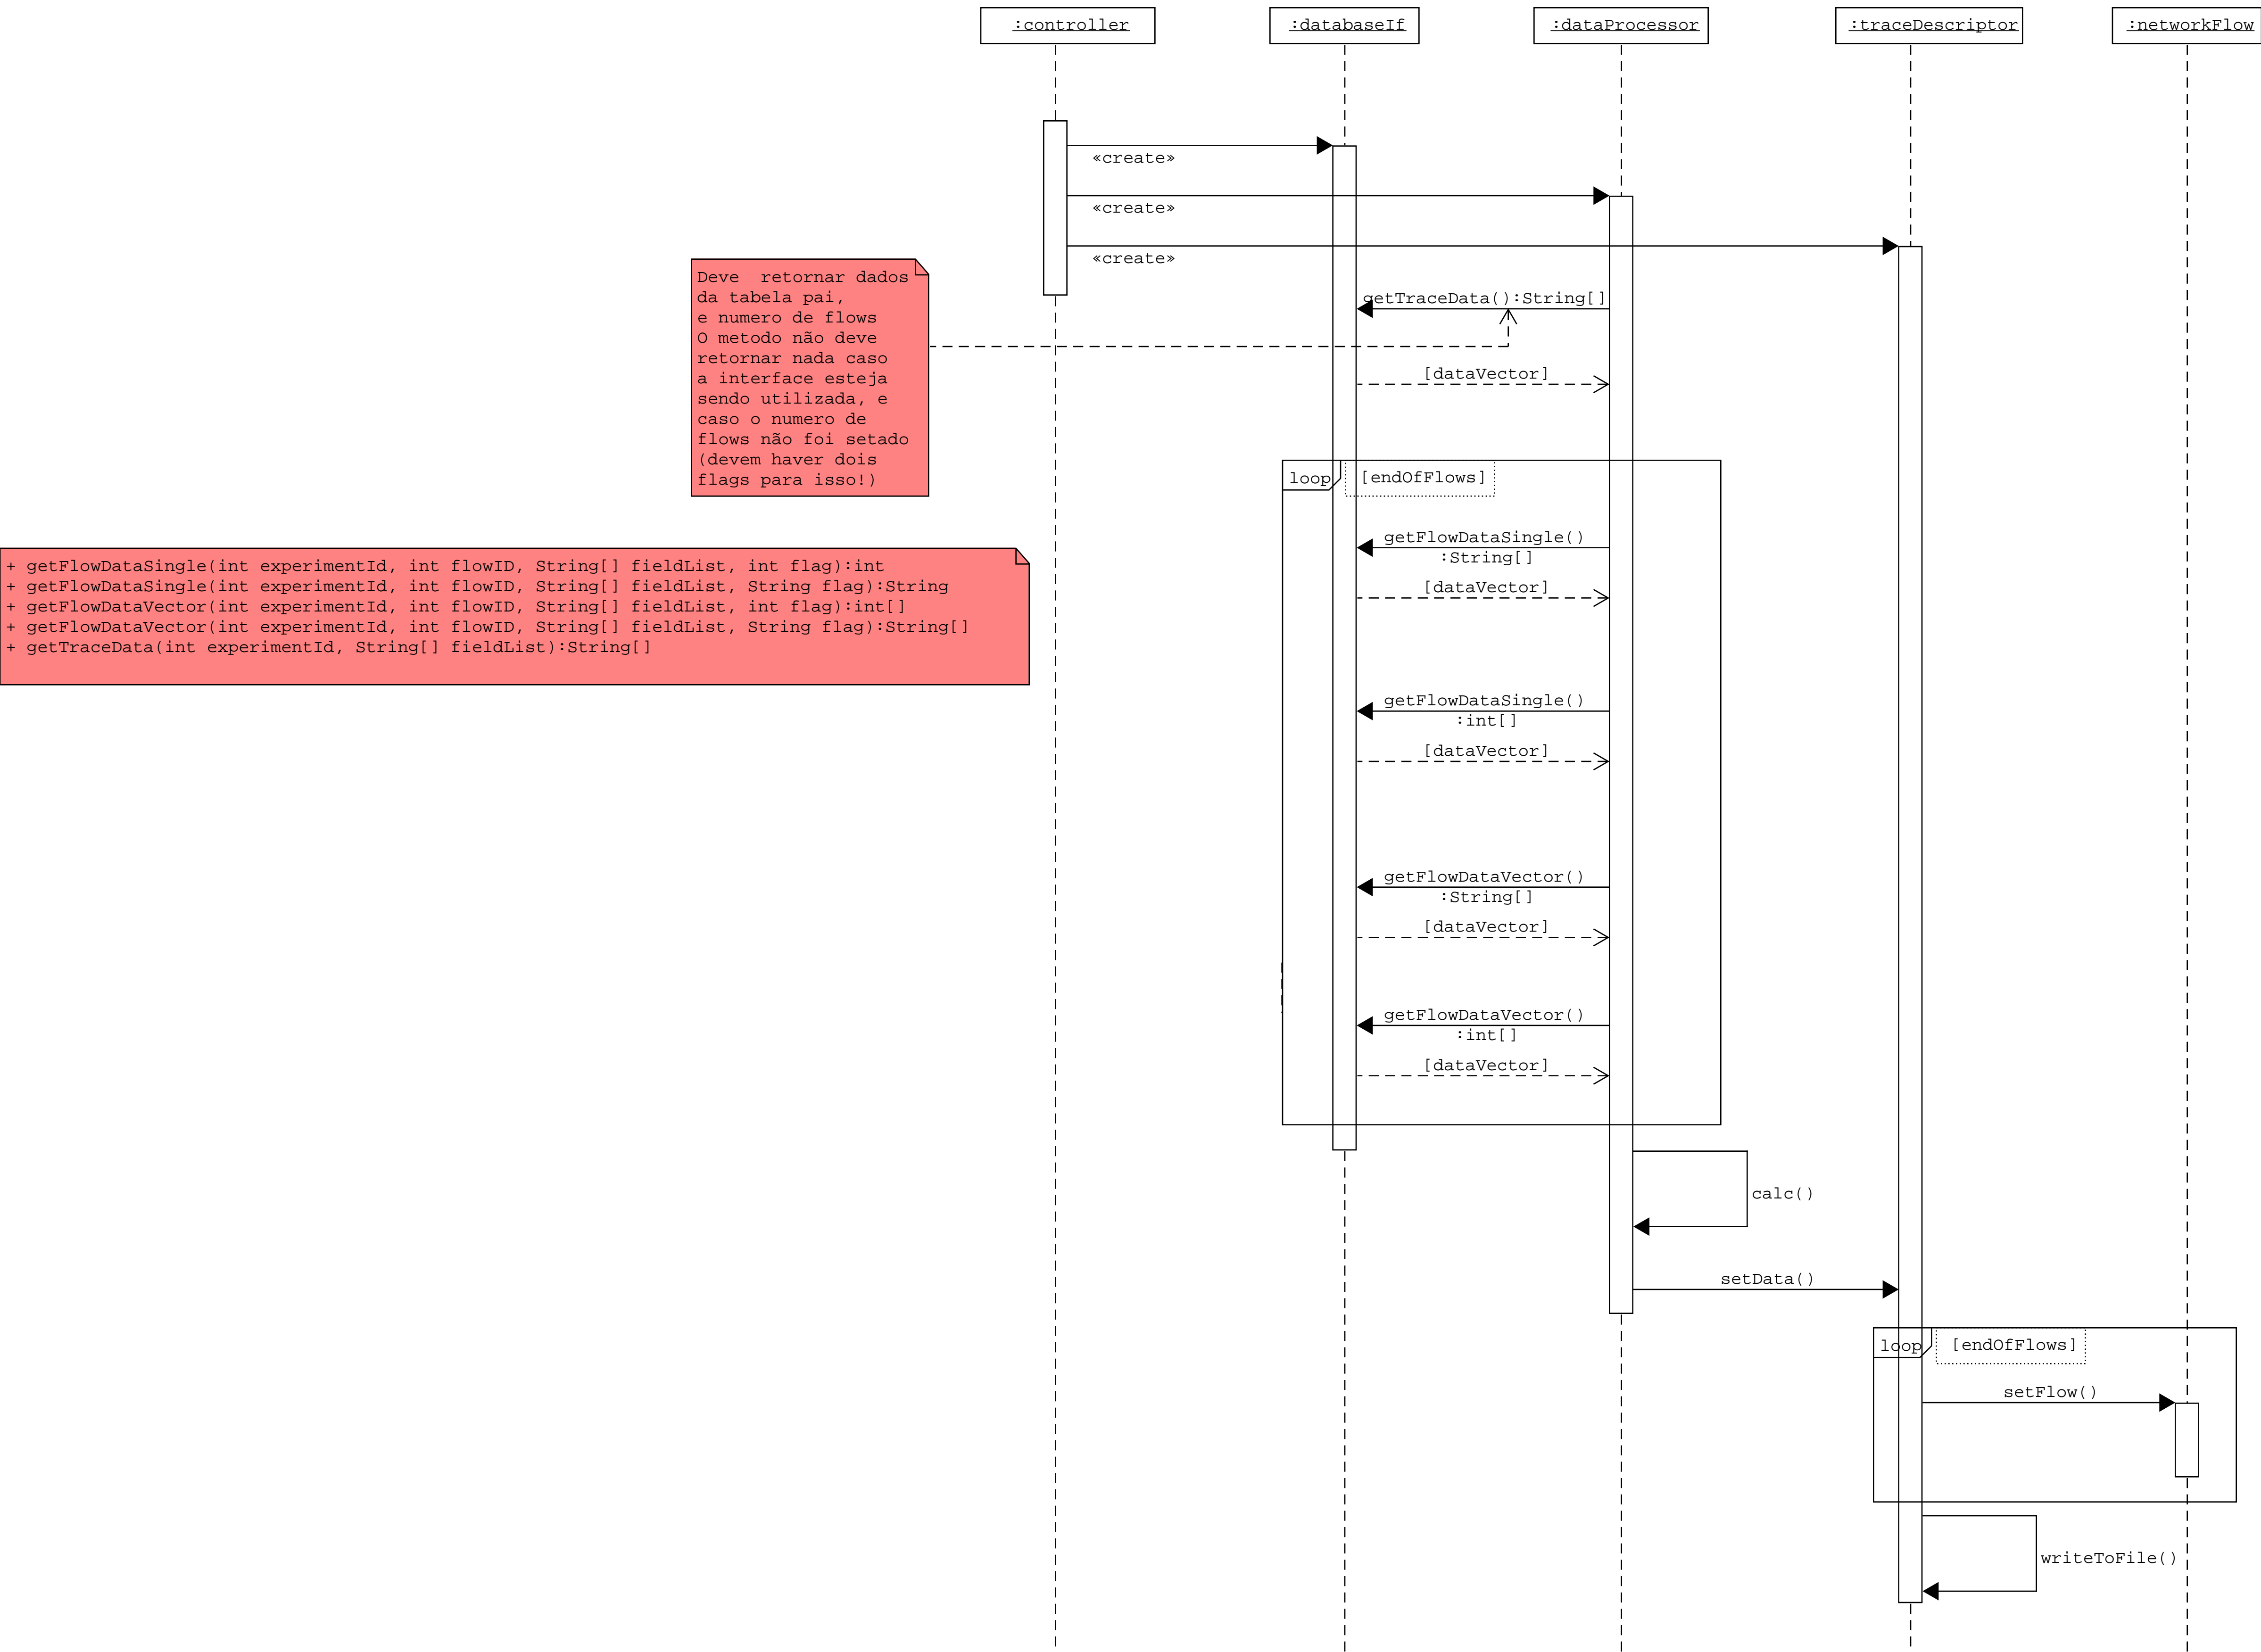 :controller
:databaseIf
:dataProcessor
:traceDescriptor
:networkFlow
«create»
«create»
«create»
Deve  retornar dados
da tabela pai,
e numero de flows
O metodo não deve
retornar nada caso
a interface esteja
sendo utilizada, e
caso o numero de
flows não foi setado
(devem haver dois
flags para isso!)
getTraceData():String[]
[dataVector]
loop
[endOfFlows]
getFlowDataSingle()
:String[]
[dataVector]
+ getFlowDataSingle(int experimentId, int flowID, String[] fieldList, int flag):int
+ getFlowDataSingle(int experimentId, int flowID, String[] fieldList, String flag):String
+ getFlowDataVector(int experimentId, int flowID, String[] fieldList, int flag):int[]
+ getFlowDataVector(int experimentId, int flowID, String[] fieldList, String flag):String[]
+ getTraceData(int experimentId, String[] fieldList):String[]
getFlowDataSingle()
:int[]
[dataVector]
getFlowDataVector()
:String[]
[dataVector]
getFlowDataVector()
:int[]
[dataVector]
calc()
setData()
loop
[endOfFlows]
setFlow()
writeToFile()